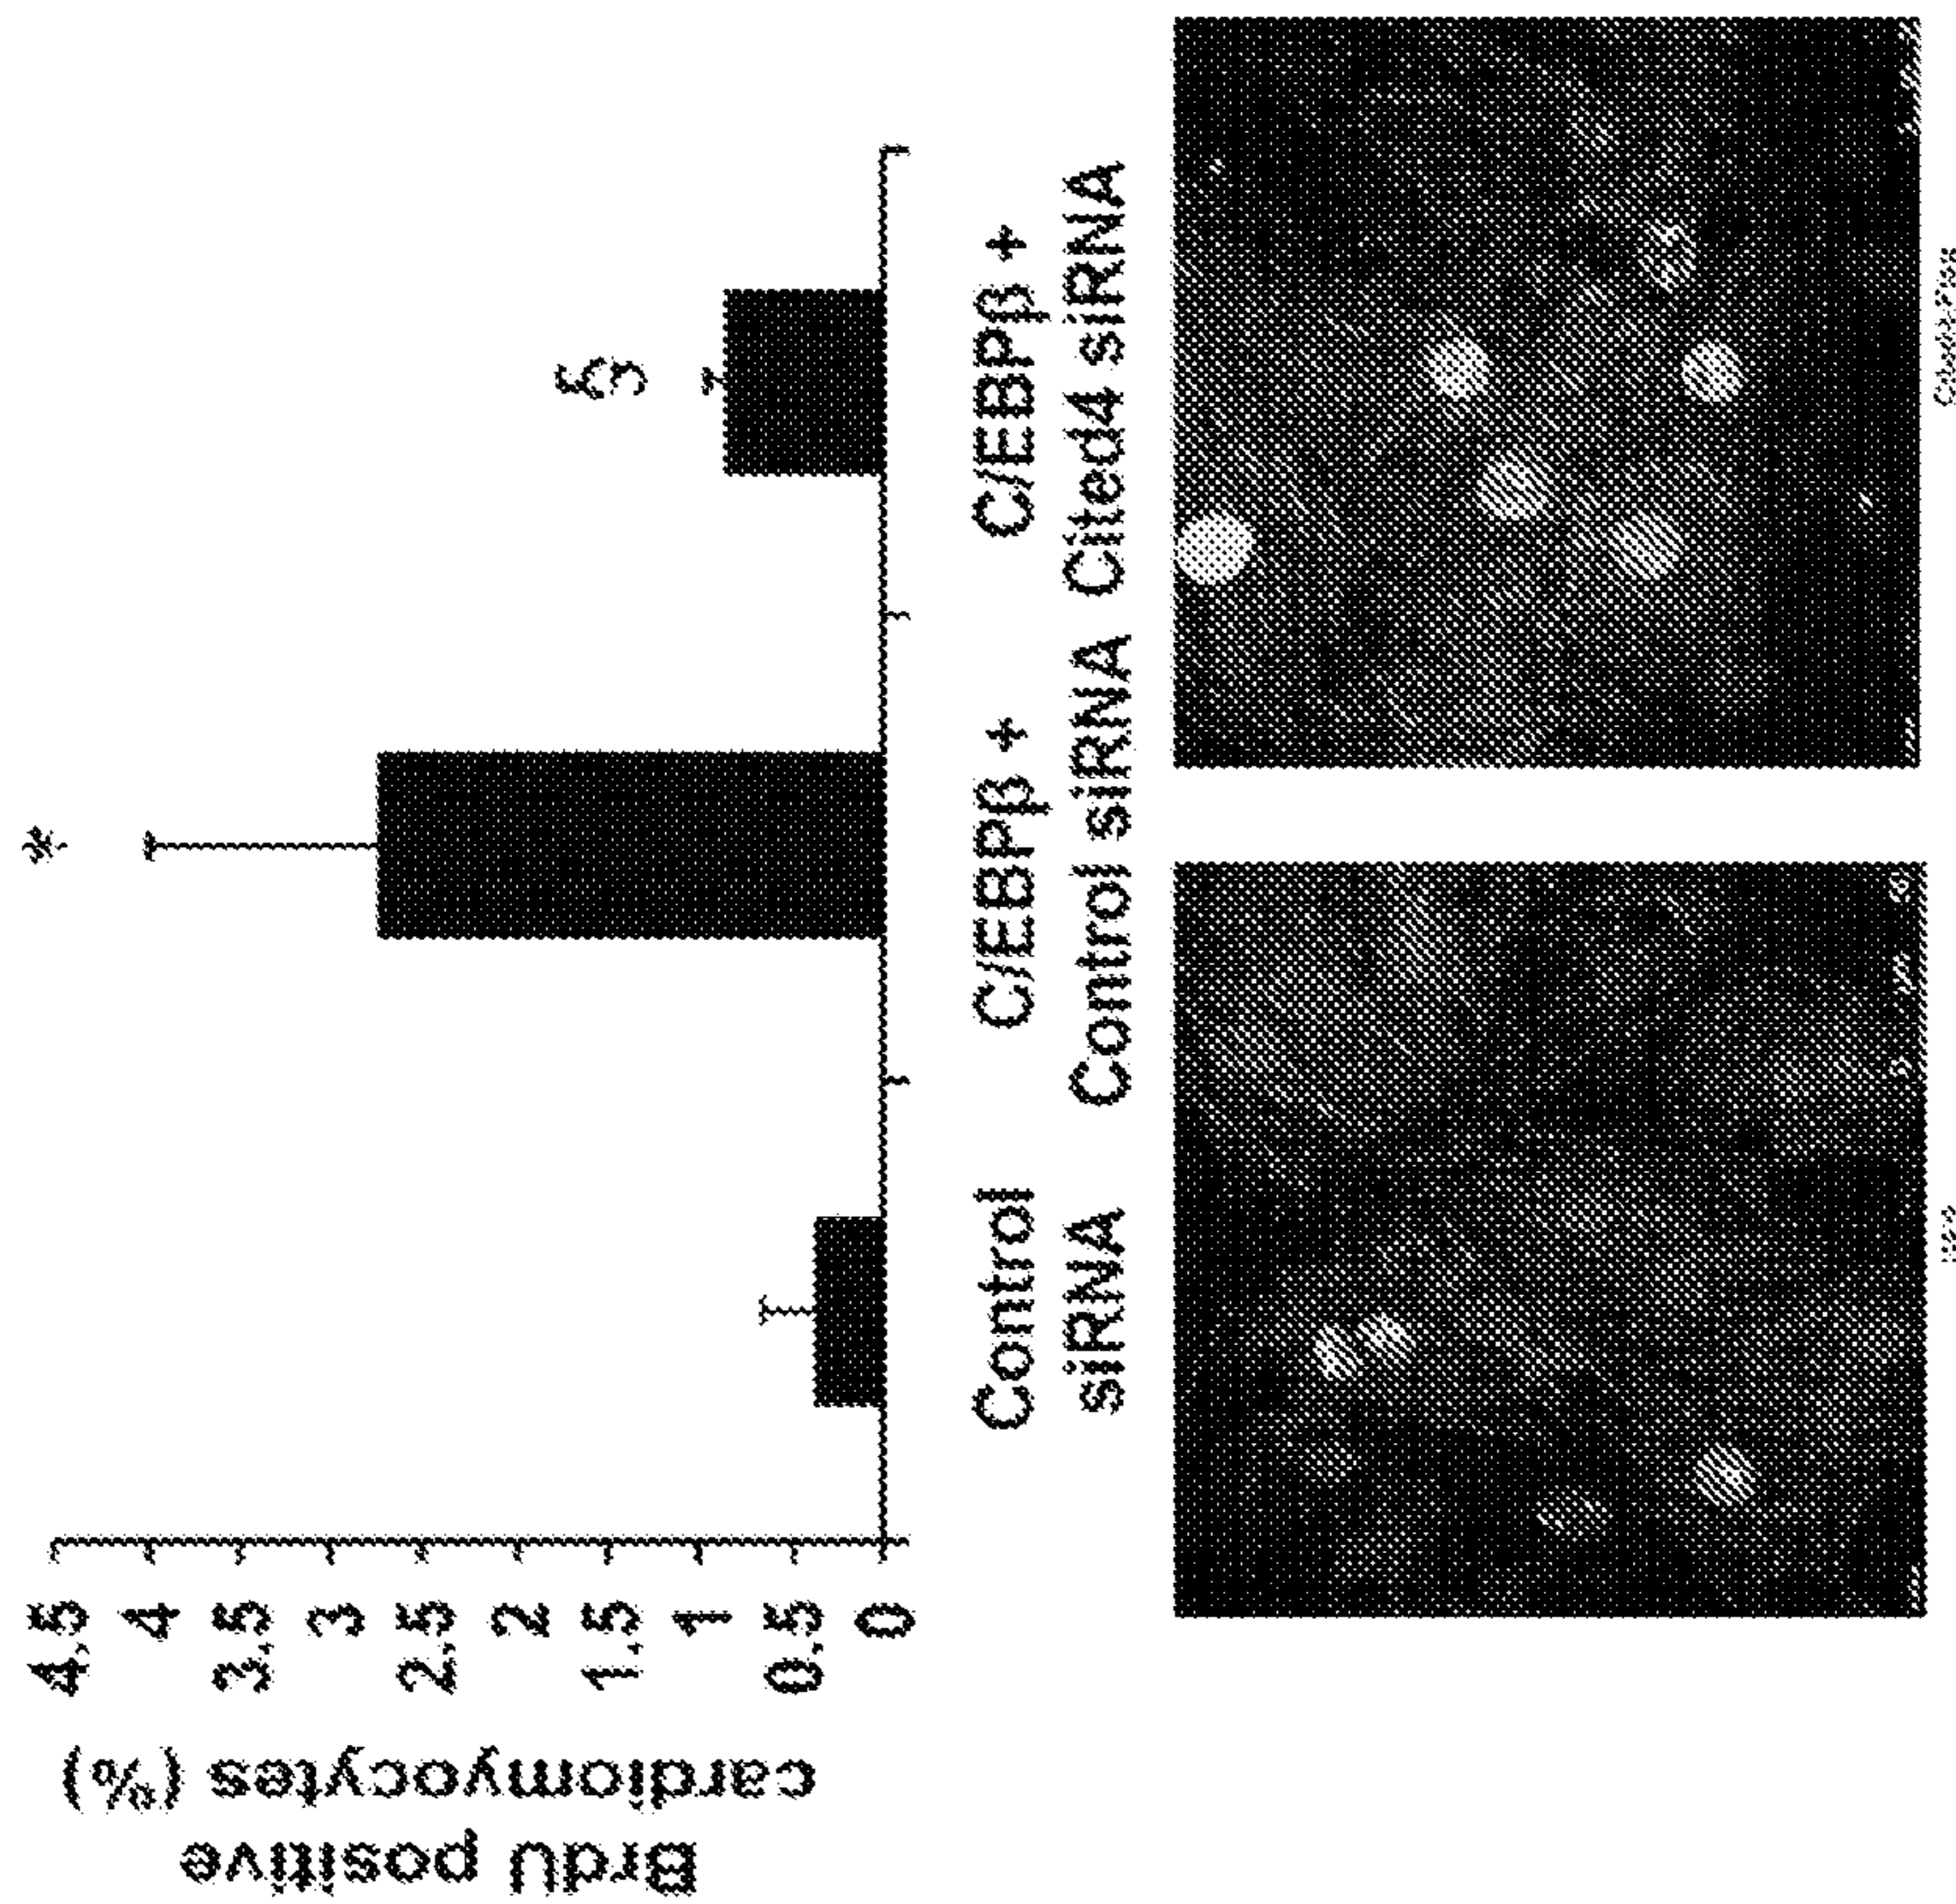 BrdU positive
cardiomyocytes (%)
4.5
4
3.5
3
2.5
2
1.5
1
0.5
0
*
Control
siRNA
C/EBPβ +
Control siRNA
C/EBPβ +
Cited4 siRNA